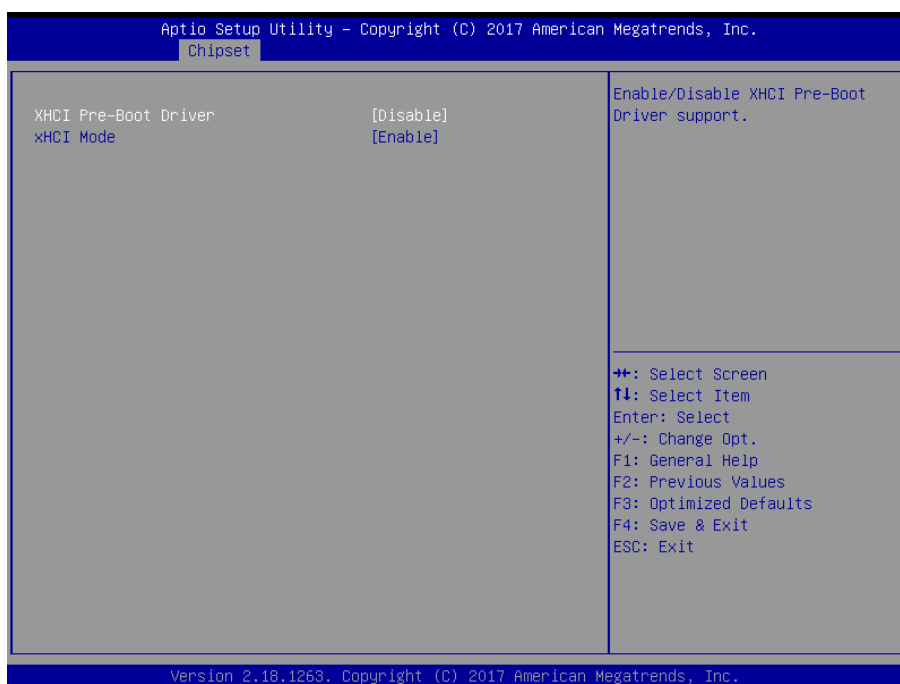 Aptio Setup Utility – Copyright (C) 2017 American Megatrends, Inc.
Chipset
XHCI Pre-Boot Driver [Disable]
xHCI Mode [Enable]
Enable/Disable XHCI Pre-Boot
Driver support.
→←: Select Screen
↑↓: Select Item
Enter: Select
+/-: Change Opt.
F1: General Help
F2: Previous Values
F3: Optimized Defaults
F4: Save & Exit
ESC: Exit
Version 2.18.1263. Copyright (C) 2017 American Megatrends, Inc.